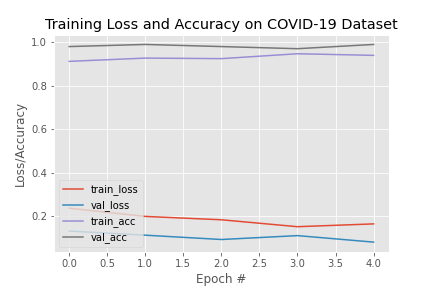 Training Loss and Accuracy on COVID-19 Dataset
1.0
0.8
0.6
0.4
0.2
Loss/Accuracy
train_loss
val_loss
train_acc
val_acc
0.0 0.5 1.0 1.5 2.0 2.5 3.0 3.5 4.0
Epoch #